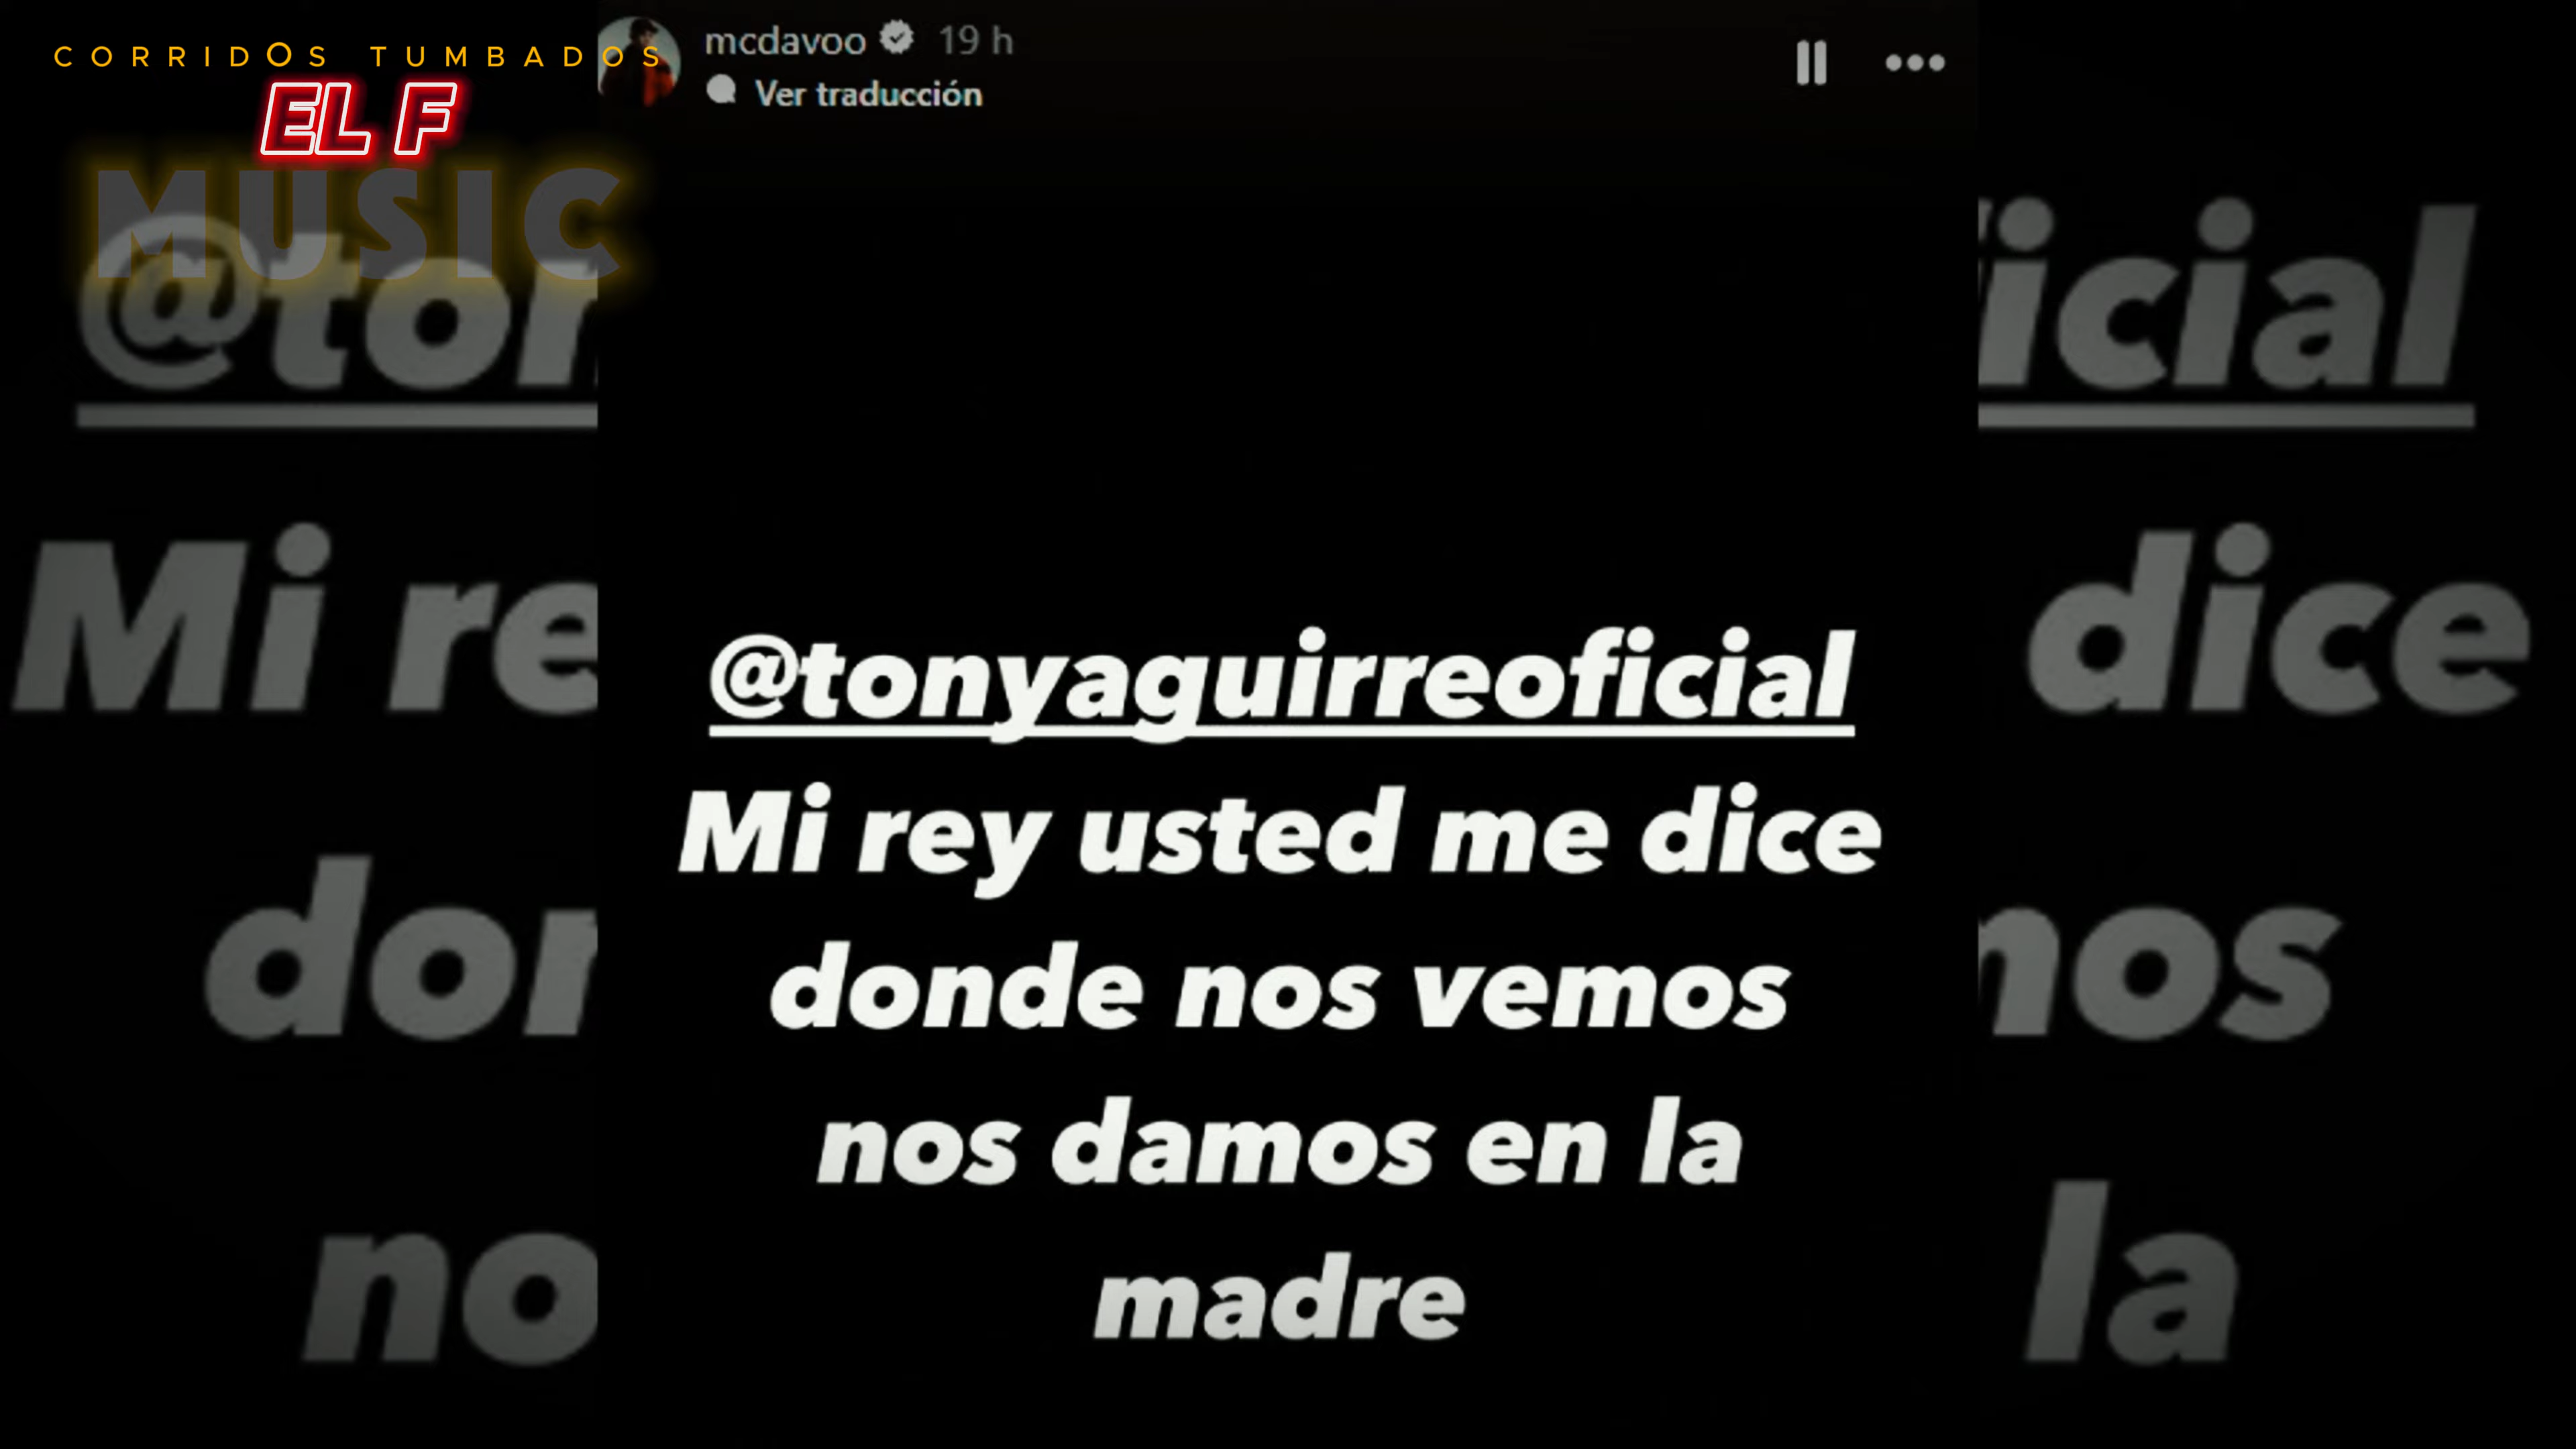 CORRIDOS TUMBADOS
EL F
MUSIC
mcdavoo 19 h
Ver traducción
@tonyaguirreoficial
Mi rey usted me dice
donde nos vemos
nos damos en la
madre